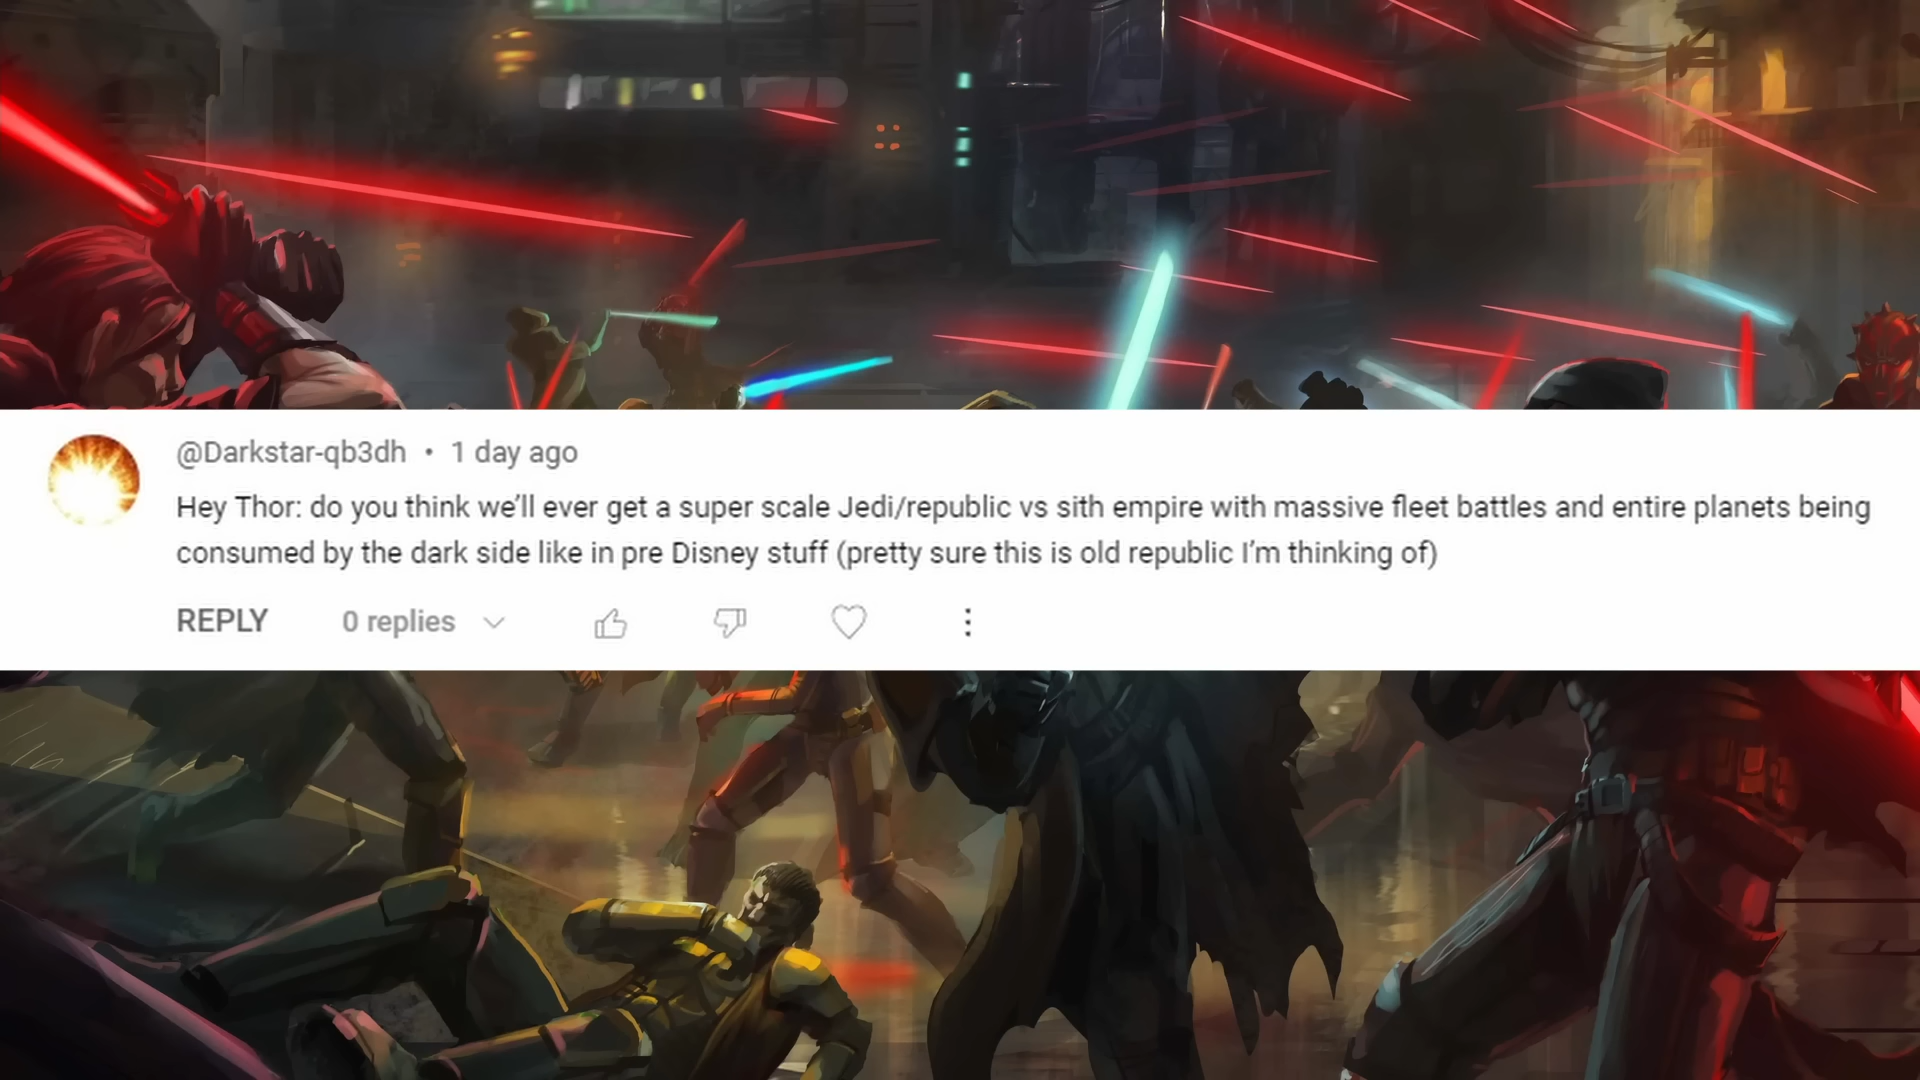 @Darkstar-qb3dh • 1 day ago
Hey Thor: do you think we’ll ever get a super scale Jedi/republic vs sith empire with massive fleet battles and entire planets being
consumed by the dark side like in pre Disney stuff (pretty sure this is old republic I’m thinking of)
REPLY 0 replies